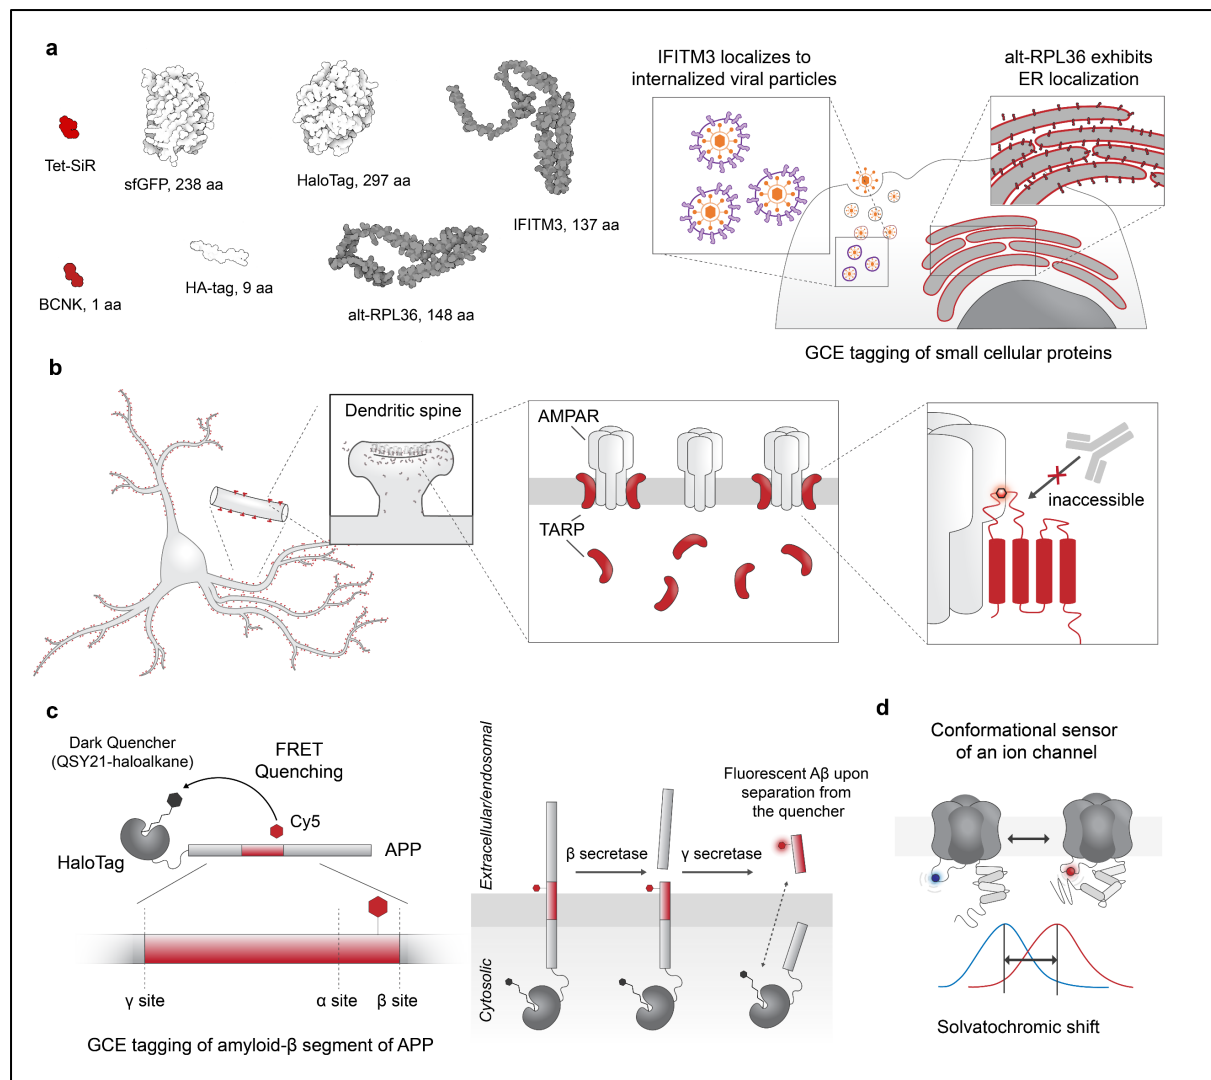 a
Tet-SiR
sfGFP, 238 aa
HaloTag, 297 aa
IFITM3, 137 aa
BCNK, 1 aa
HA-tag, 9 aa
alt-RPL36, 148 aa
IFITM3 localizes to
internalized viral particles
alt-RPL36 exhibits
ER localization
GCE tagging of small cellular proteins
b
Dendritic spine
AMPAR
TARP
inaccessible
c
Dark Quencher
(QSY21-haloalkane)
FRET
Quenching
Cy5
HaloTag
APP
γ site
α site
β site
GCE tagging of amyloid-β segment of APP
Extracellular/endosomal
Cytosolic
β secretase
γ secretase
Fluorescent Aβ upon
separation from
the quencher
d
Conformational sensor
of an ion channel
Solvatochromic shift